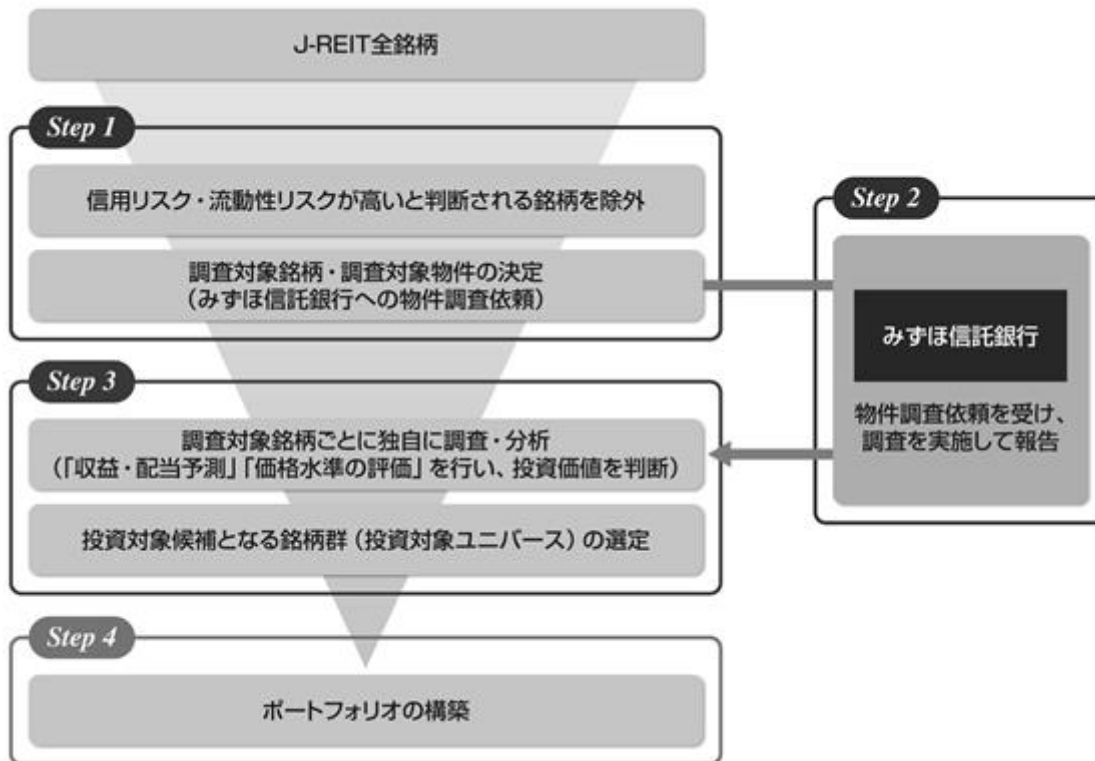 J-REIT全銘柄
Step 1
信用リスク・流動性リスクが高いと判断される銘柄を除外
調査対象銘柄・調査対象物件の決定
（みずほ信託銀行への物件調査依頼）
Step 2
みずほ信託銀行
物件調査依頼を受け、
調査を実施して報告
Step 3
調査対象銘柄ごとに独自に調査・分析
（「収益・配当予測」「価格水準の評価」を行い、投資価値を判断）
投資対象候補となる銘柄群（投資対象ユニバース）の選定
Step 4
ポートフォリオの構築